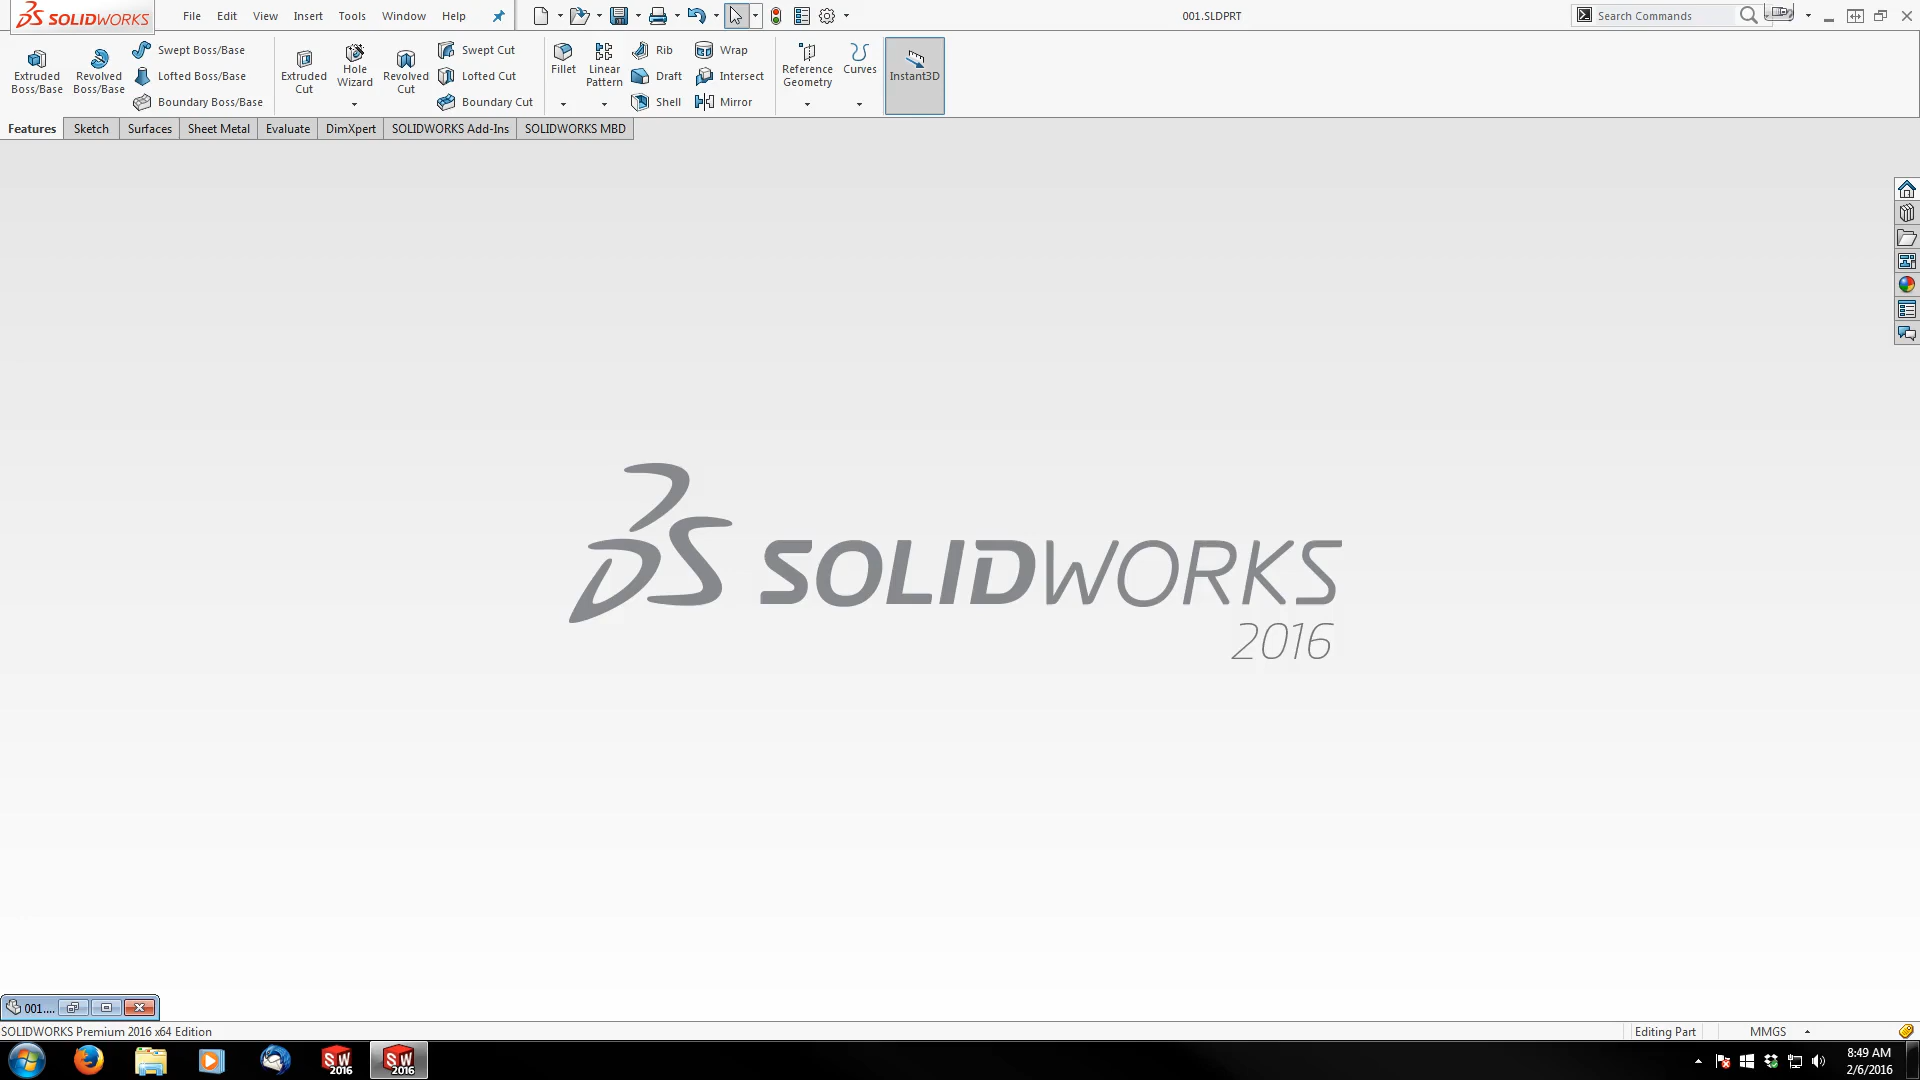 SOLIDWORKS File Edit View Insert Tools Window Help 001.SLDPRT Search Commands
Extruded Boss/Base
Revolved Boss/Base
Swept Boss/Base
Lofted Boss/Base
Boundary Boss/Base
Extruded Cut
Hole Wizard
Revolved Cut
Swept Cut
Lofted Cut
Boundary Cut
Fillet
Linear Pattern
Rib
Draft
Shell
Wrap
Intersect
Mirror
Reference Geometry
Curves
Instant3D
Features Sketch Surfaces Sheet Metal Evaluate DimXpert SOLIDWORKS Add-Ins SOLIDWORKS MBD
SOLIDWORKS
2016
001....
SOLIDWORKS Premium 2016 x64 Edition Editing Part MMGS
SW 2016 SW 2016
8:49 AM
2/6/2016